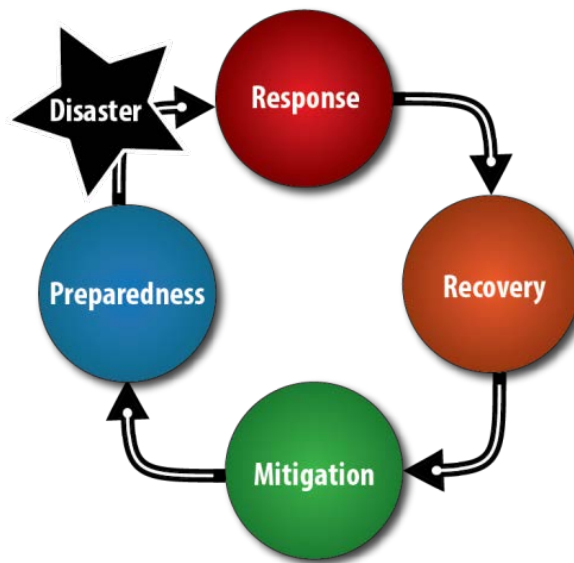 Disaster
Response
Preparedness
Recovery
Mitigation